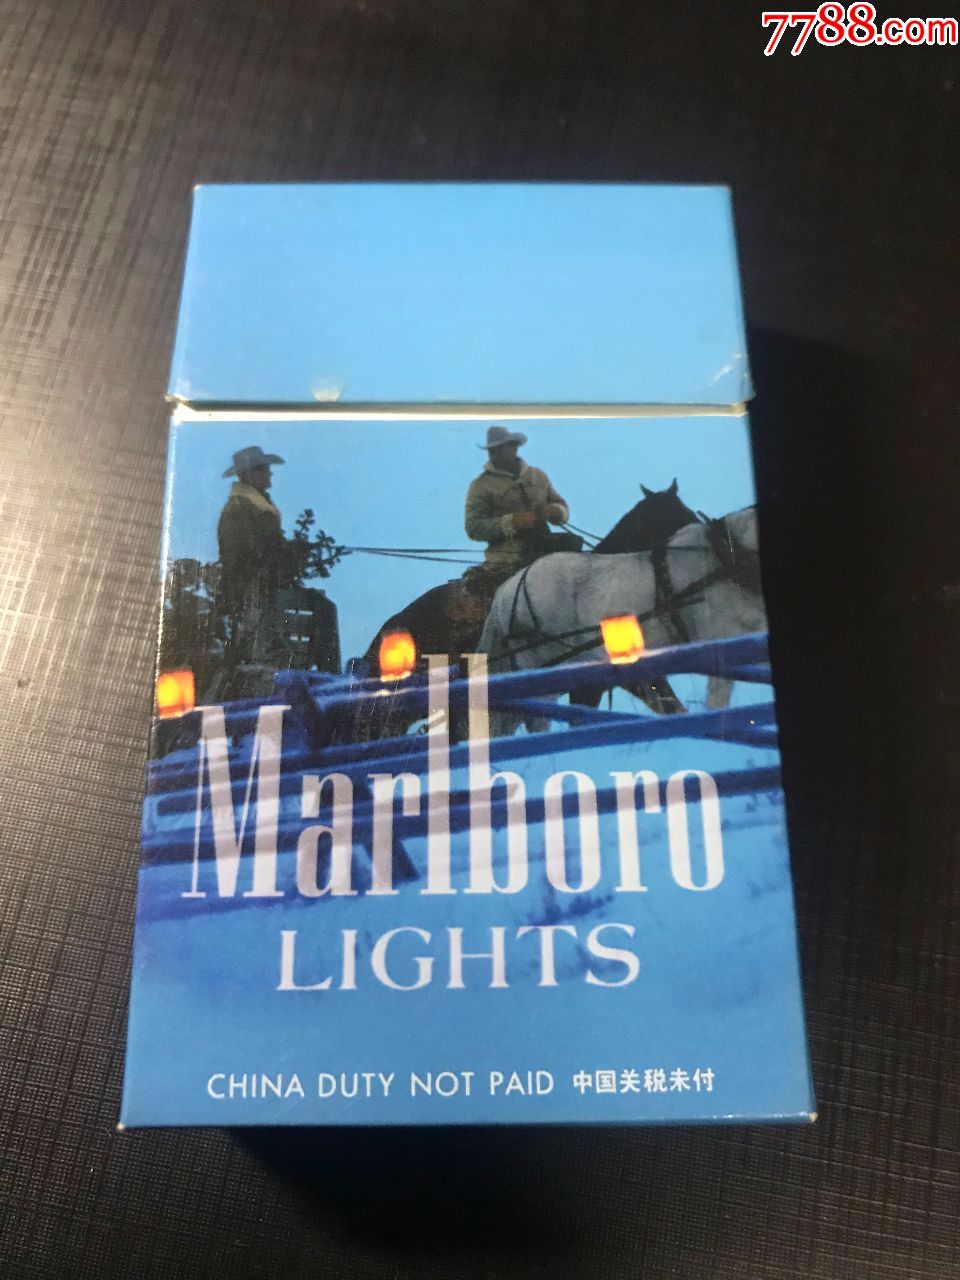 7788.com
Marlboro
LIGHTS
CHINA DUTY NOT PAID 中国关税未付